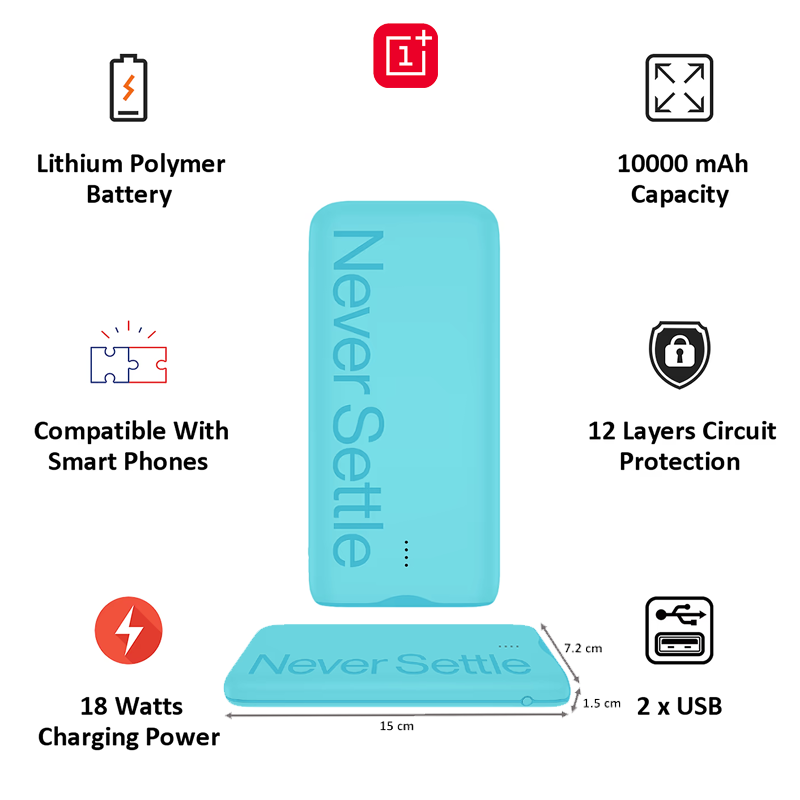 1+
Lithium Polymer
Battery
10000 mAh
Capacity
Never Settle
Compatible With
Smart Phones
12 Layers Circuit
Protection
Never Settle
7.2 cm
1.5 cm
15 cm
18 Watts
Charging Power
2 x USB